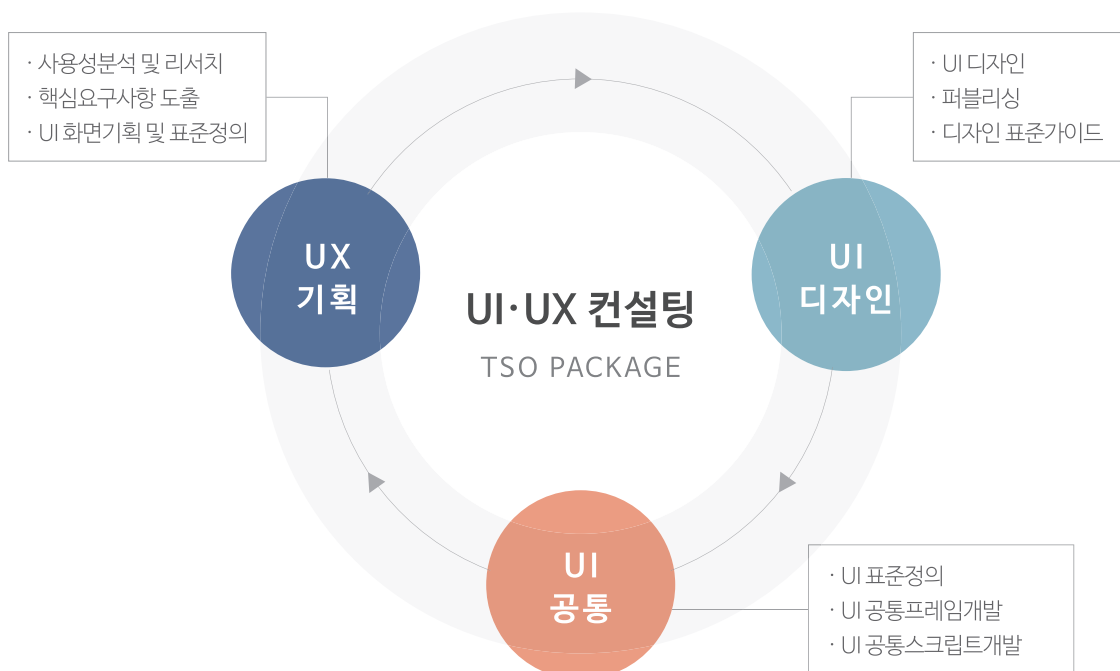 · 사용성분석 및 리서치
· 핵심요구사항 도출
· UI 화면기획 및 표준정의
· UI 디자인
· 퍼블리싱
· 디자인 표준가이드
UX
기획
UI
디자인
UI·UX 컨설팅
TSO PACKAGE
UI
공통
· UI 표준정의
· UI 공통프레임개발
· UI 공통스크립트개발